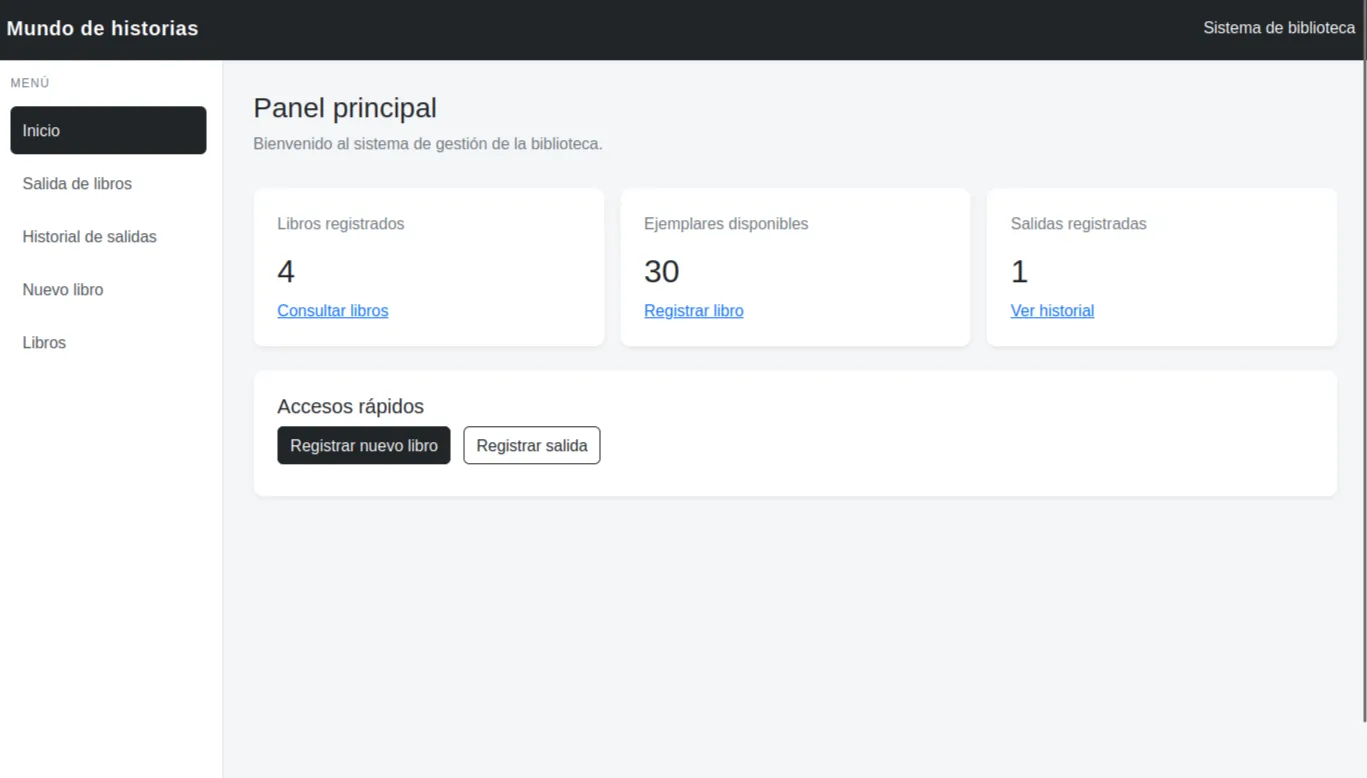 Mundo de historias
Sistema de biblioteca
MENÚ
Inicio
Salida de libros
Historial de salidas
Nuevo libro
Libros
Panel principal
Bienvenido al sistema de gestión de la biblioteca.
Libros registrados
4
Consultar libros
Ejemplares disponibles
30
Registrar libro
Salidas registradas
1
Ver historial
Accesos rápidos
Registrar nuevo libro
Registrar salida